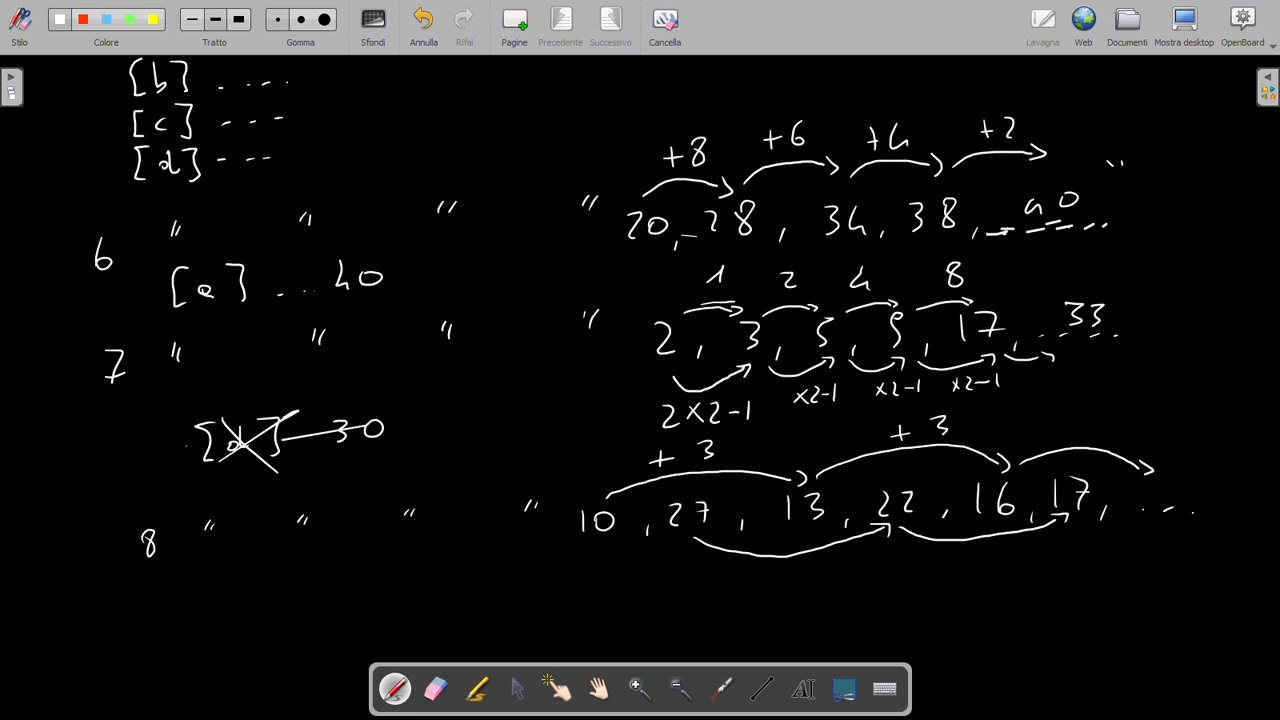 Stilo Colore Tratto Gomma Sfondi Annulla Rifai Pagine Precedente Successivo Cancella Lavagna Web Documenti Mostra desktop OpenBoard
[b] ....
[c] ----
[d] ---
+8 +6 +4 +2
6 " " " " 20, 28, 34, 38, 40 "
[a] ... 40
1 2 4 8
7 " " " " 2, 3, 5, 9, 17, ... 33
2×2-1 ×2-1 ×2-1 ×2-1
[d] 30
+3 +3
8 " " " " 10, 27, 13, 22, 16, 17, ...